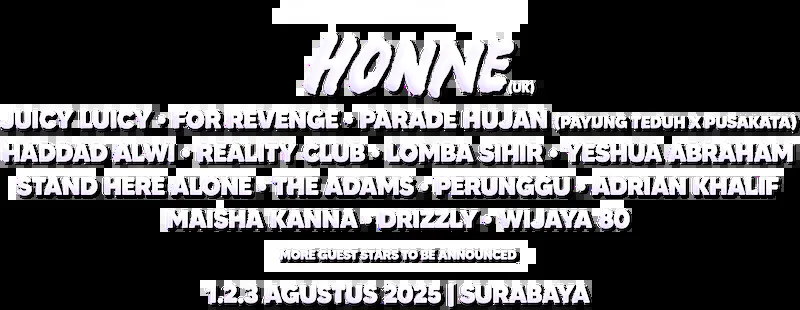 HONNE (UK)
JUICY LUICY • FOR REVENGE • PARADE HUJAN (PAYUNG TEDUH X PUSAKATA)
HADDAD ALWI • REALITY CLUB • LOMBA SIHIR • YESHUA ABRAHAM
STAND HERE ALONE • THE ADAMS • PERUNGGU • ADRIAN KHALIF
MAISHA KANNA • DRIZZLY • WIJAYA 80
MORE GUEST STARS TO BE ANNOUNCED
1.2.3 AGUSTUS 2025 | SURABAYA